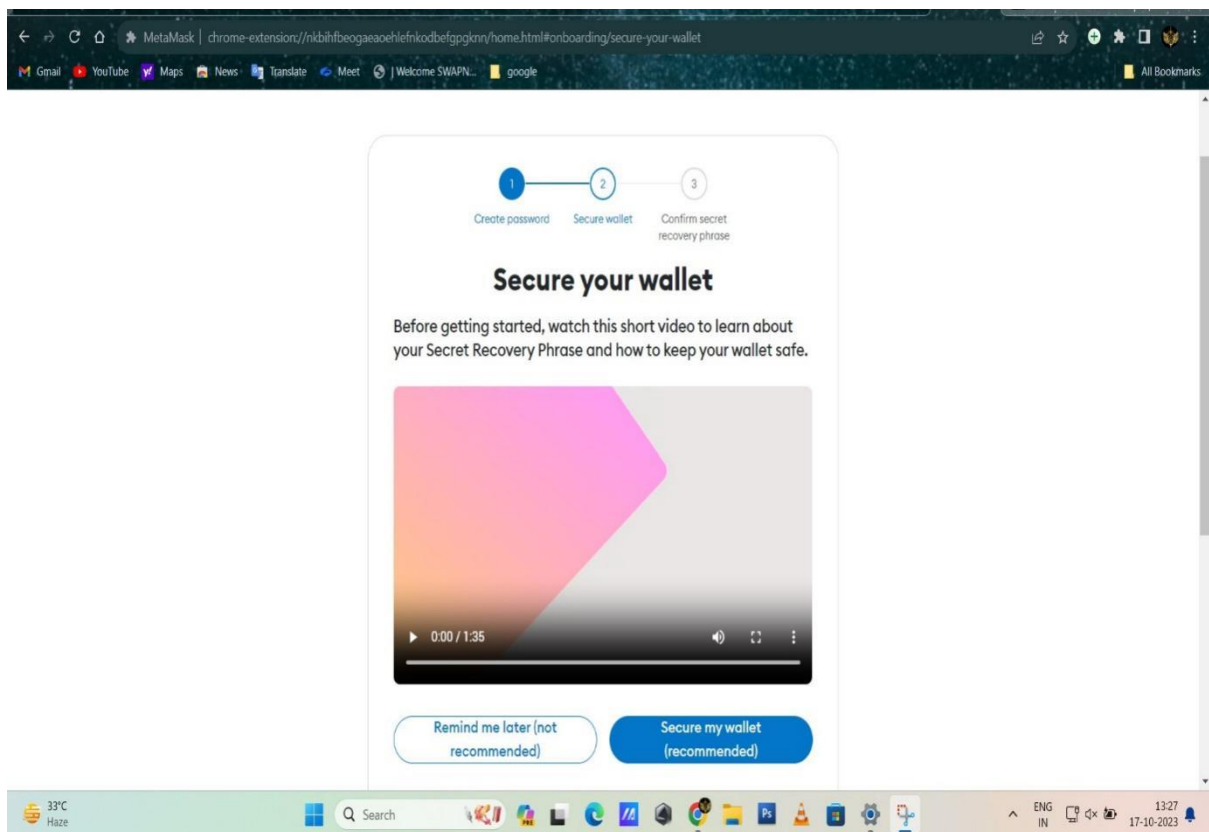 MetaMask | chrome-extension://nkbihfbeogaeaoehlefnkodbefgpgknn/home.html#onboarding/secure-your-wallet
Gmail YouTube Maps News Translate Meet | Welcome SWAPN... google All Bookmarks
1 2 3
Create password Secure wallet Confirm secret
recovery phrase
Secure your wallet
Before getting started, watch this short video to learn about
your Secret Recovery Phrase and how to keep your wallet safe.
0:00 / 1:35
Remind me later (not
recommended)
Secure my wallet
(recommended)
33°C
Haze
Search
PRE
Ps
ENG
IN
13:27
17-10-2023